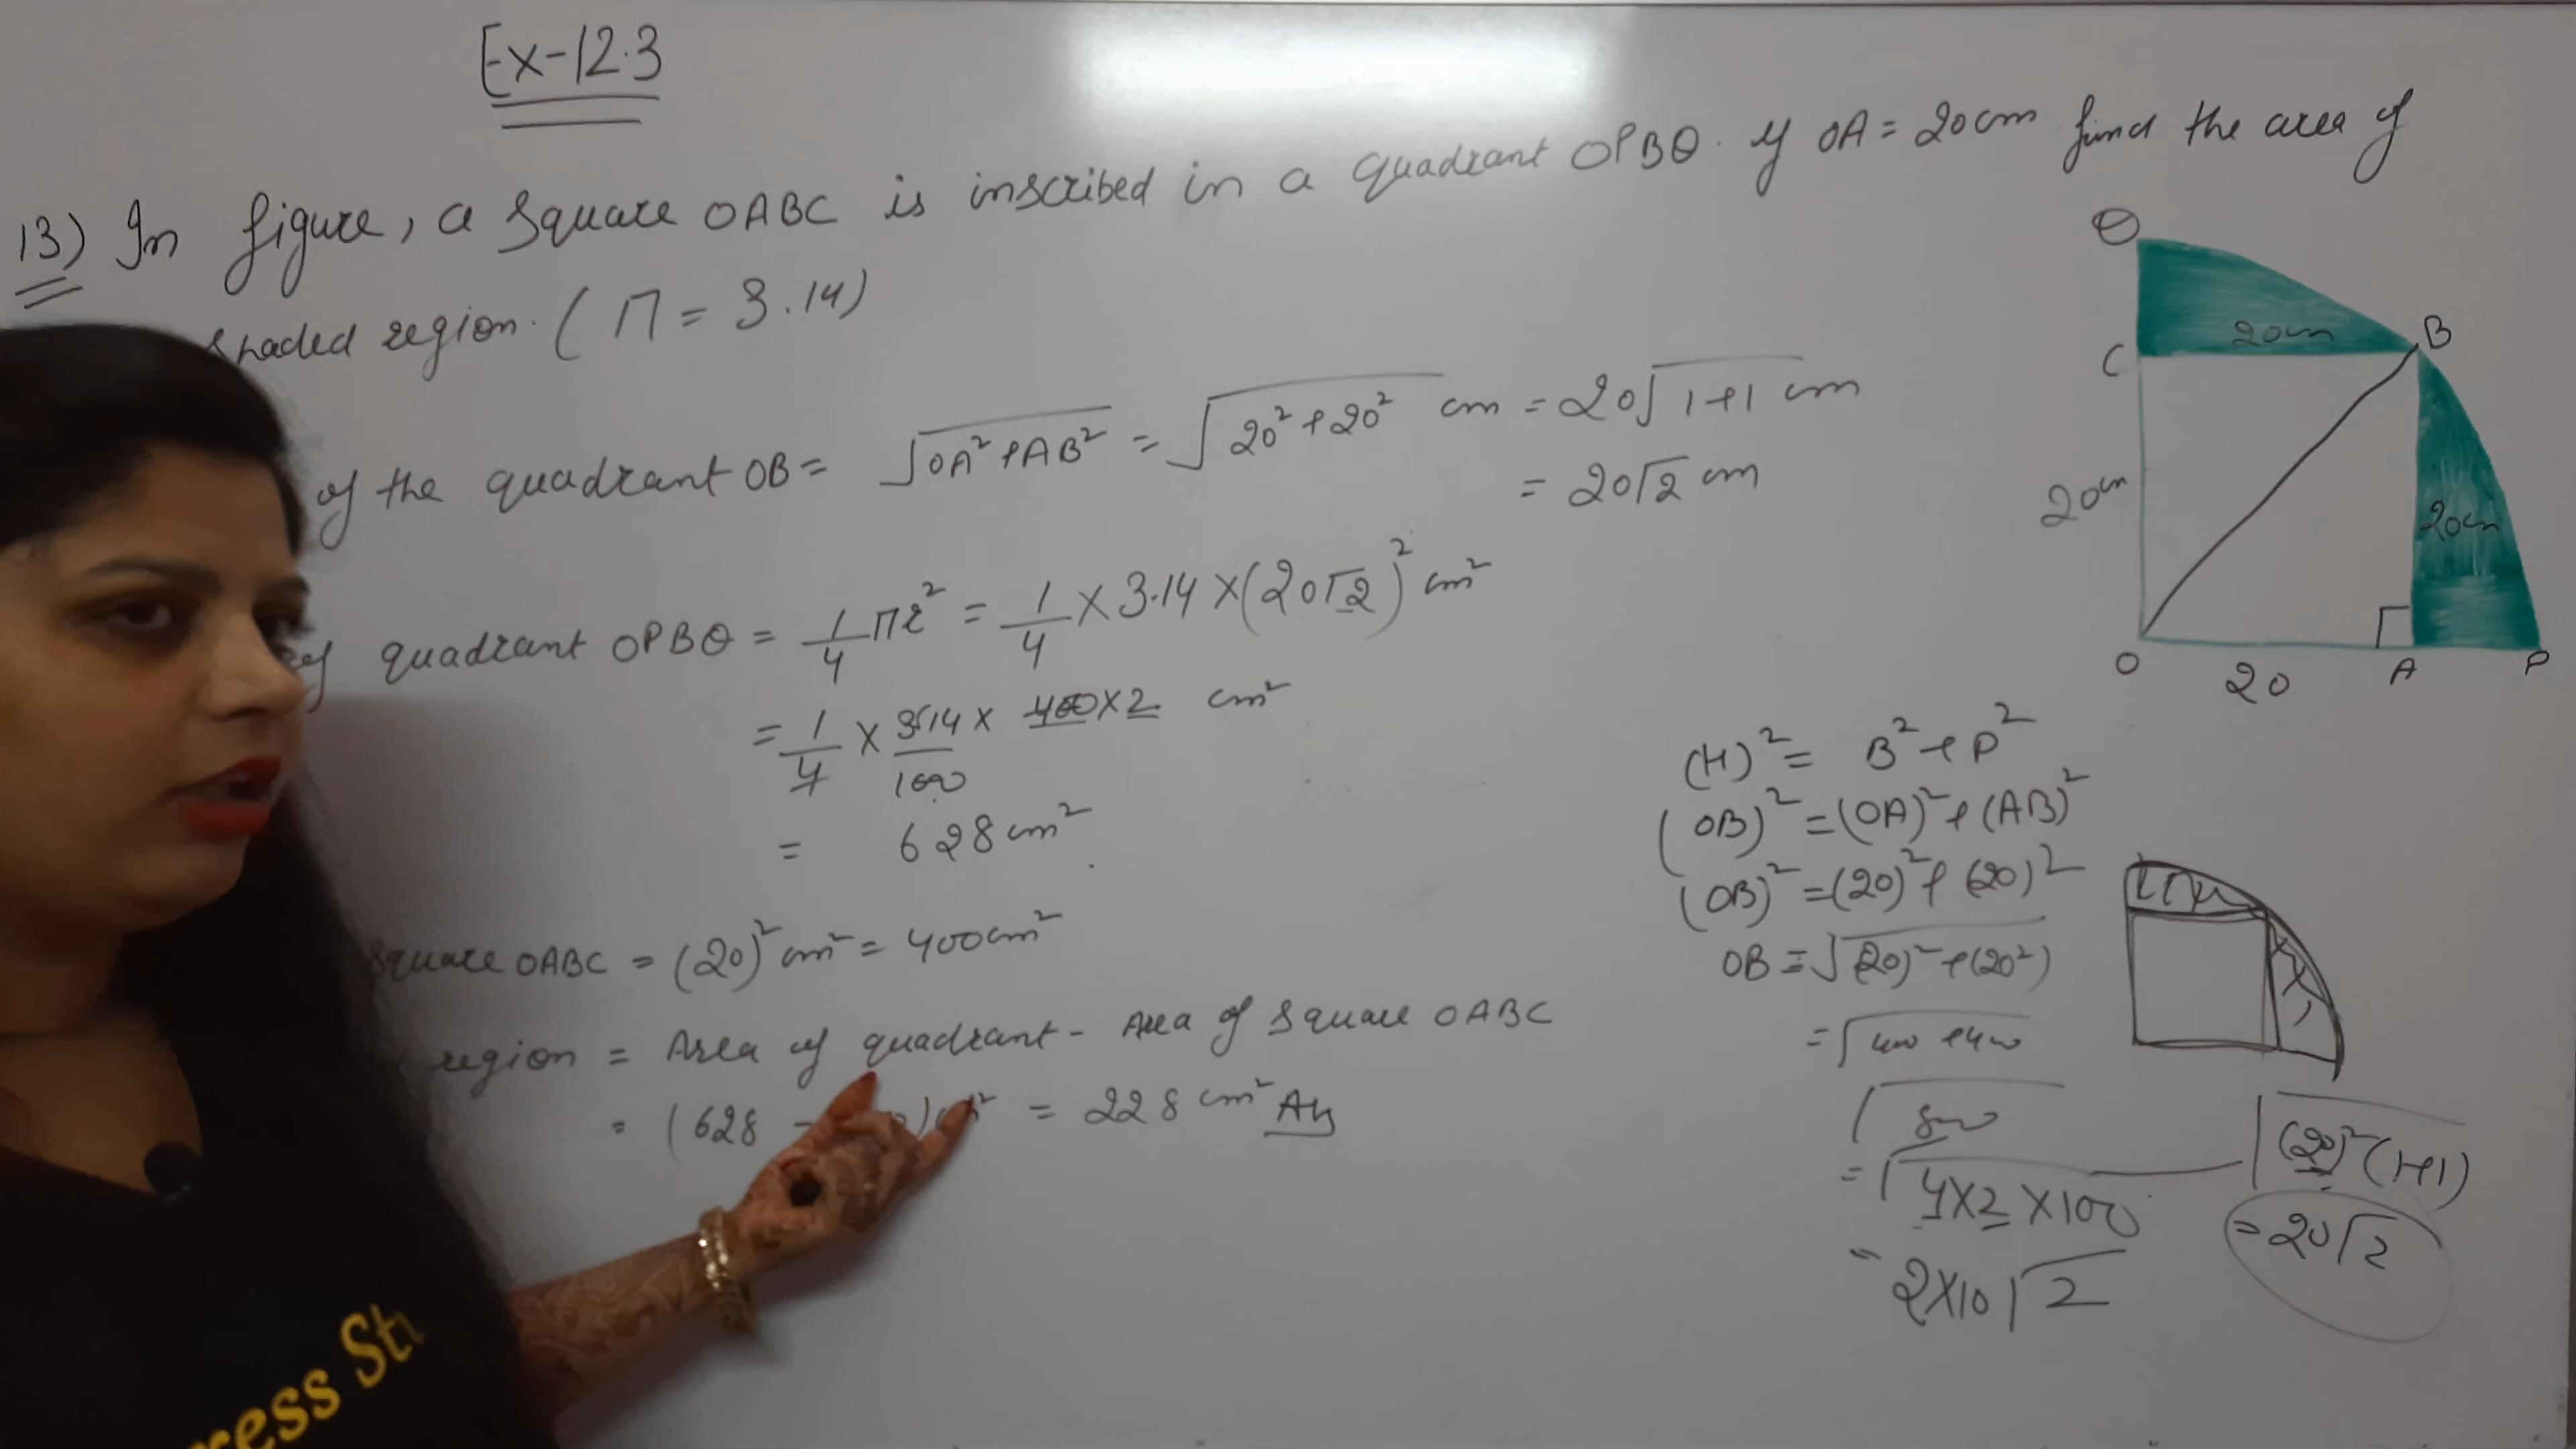 Ex-12.3
13) In figure, a square OABC is inscribed in a quadrant OPBQ. If OA = 20cm find the area of
shaded region. ( Π = 3.14)
of the quadrant OB = √OA²+AB² = √20²+20² cm = 20√1+1 cm
= 20√2 cm
of quadrant OPBQ = 1/4 Πr² = 1/4 × 3.14 × (20√2)² cm²
= 1/4 × 314/100 × 400×2 cm²
= 628 cm²
square OABC = (20)² cm² = 400cm²
region = Area of quadrant - Area of square OABC
= (628 - cm² = 228 cm² Ans
Q
20cm
B
C
20cm
20cm
O
20
A
P
(H)² = B²+P²
(OB)² = (OA)²+(AB)²
(OB)² = (20)²+(20)²
OB = √(20)²+(20²)
= √400+400
√800
= √4×2×100
√(20)²(1+1)
= 2×10√2
= 20√2
ress Stu